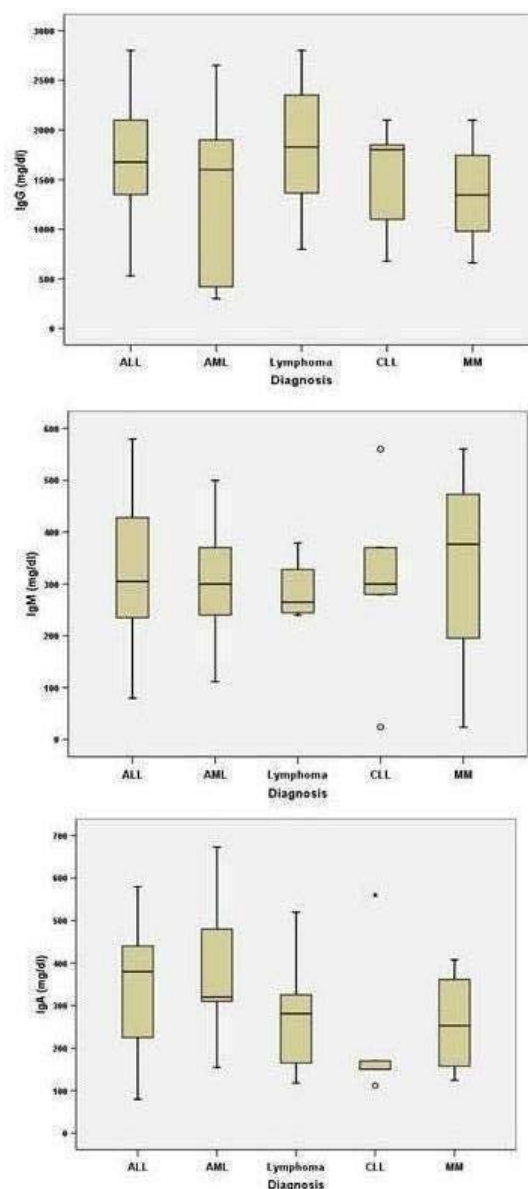 IgG (mg/dl)
3000
2500
2000
1500
1000
500
0
ALL AML Lymphoma CLL MM
Diagnosis
IgM (mg/dl)
600
500
400
300
200
100
0
ALL AML Lymphoma CLL MM
Diagnosis
IgA (mg/dl)
700
600
500
400
300
200
100
0
ALL AML Lymphoma CLL MM
Diagnosis